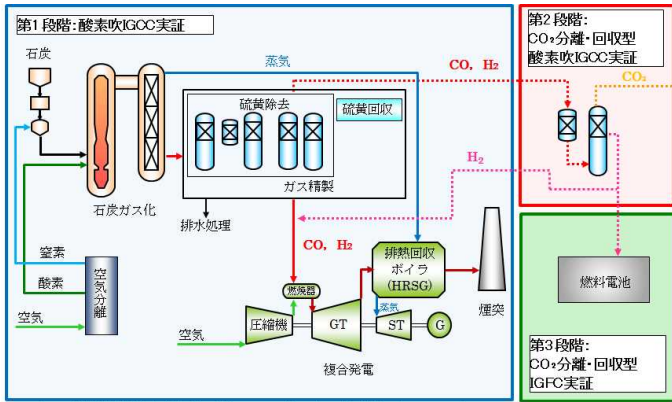 第1段階:酸素吹IGCC実証
石炭
蒸気
CO, H₂
硫黄除去
硫黄回収
ガス精製
石炭ガス化
排水処理
窒素
酸素
空気
空気分離
CO, H₂
H₂
燃焼器
排熱回収
ボイラ
(HRSG)
蒸気
空気
圧縮機
GT
ST
G
煙突
複合発電
第2段階:
CO₂分離・回収型
酸素吹IGCC実証
CO₂
燃料電池
第3段階:
CO₂分離・回収型
IGFC実証